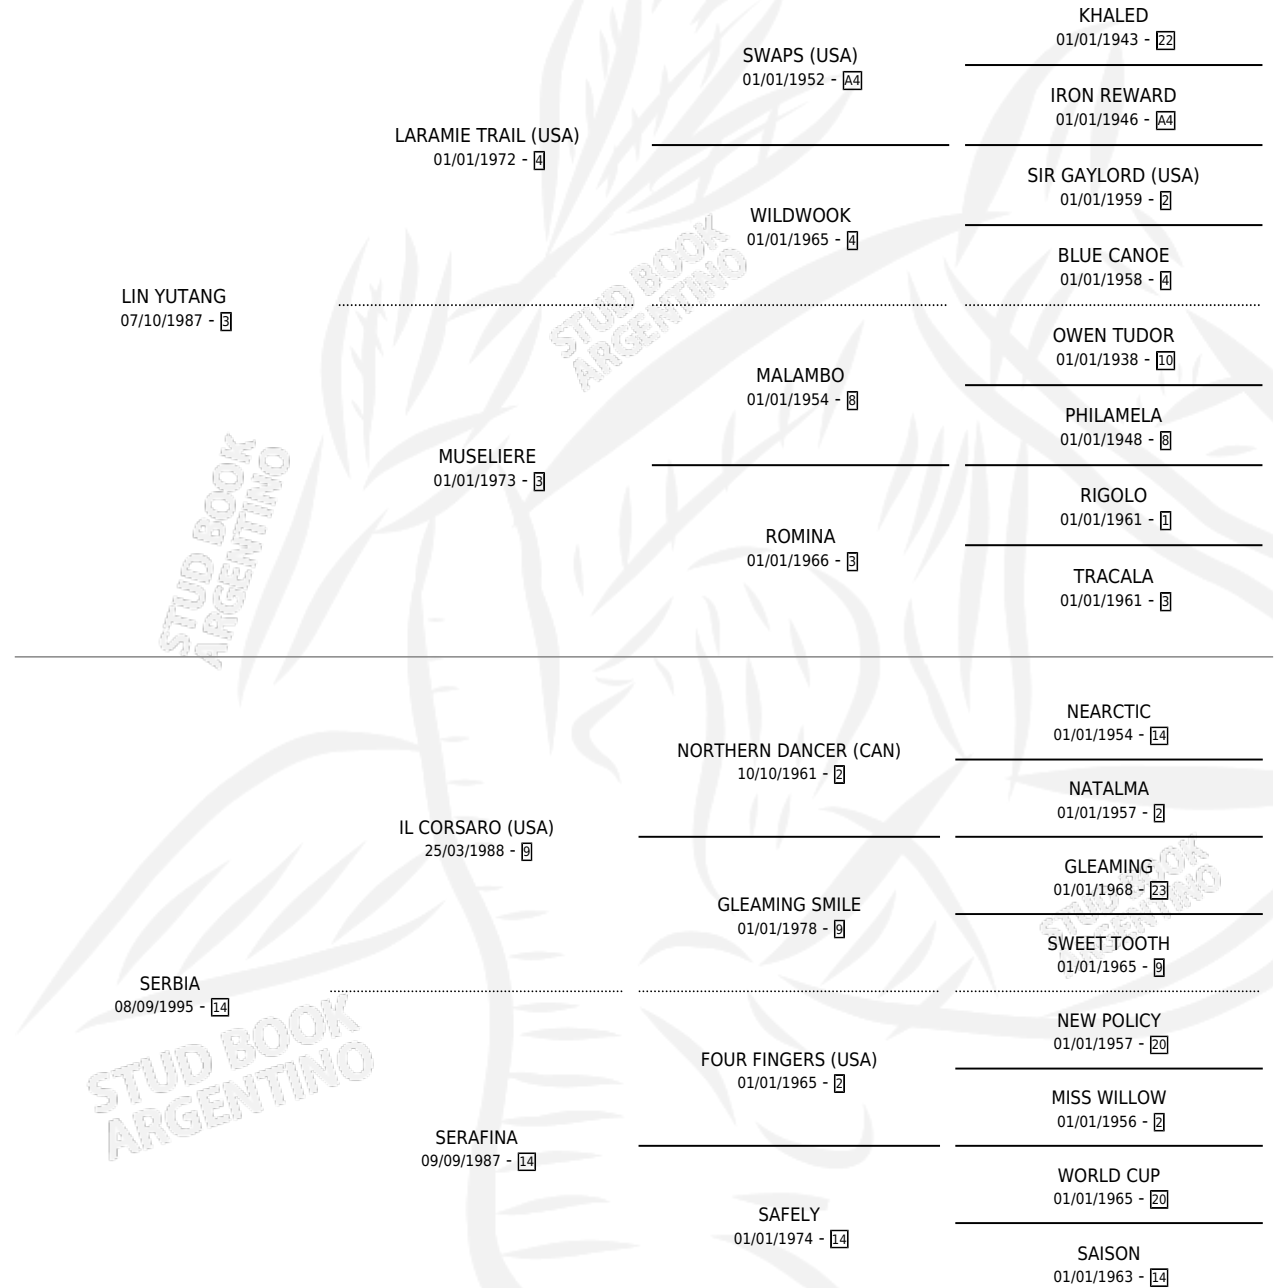 KHALED
01/01/1943 - 22
SWAPS (USA)
01/01/1952 - A4
IRON REWARD
01/01/1946 - A4
LARAMIE TRAIL (USA)
01/01/1972 - 4
SIR GAYLORD (USA)
01/01/1959 - 2
WILDWOOK
01/01/1965 - 4
BLUE CANOE
01/01/1958 - 4
LIN YUTANG
07/10/1987 - 3
OWEN TUDOR
01/01/1938 - 10
MALAMBO
01/01/1954 - 8
PHILAMELA
01/01/1948 - 8
MUSELIERE
01/01/1973 - 3
RIGOLO
01/01/1961 - 1
ROMINA
01/01/1966 - 3
TRACALA
01/01/1961 - 3
STUD BOOK
ARGENTINO
STUD BOOK
ARGENTINO
NEARCTIC
01/01/1954 - 14
NORTHERN DANCER (CAN)
10/10/1961 - 2
NATALMA
01/01/1957 - 2
IL CORSARO (USA)
25/03/1988 - 9
GLEAMING
01/01/1968 - 23
GLEAMING SMILE
01/01/1978 - 9
SWEET TOOTH
01/01/1965 - 9
SERBIA
08/09/1995 - 14
NEW POLICY
01/01/1957 - 20
FOUR FINGERS (USA)
01/01/1965 - 2
MISS WILLOW
01/01/1956 - 2
SERAFINA
09/09/1987 - 14
WORLD CUP
01/01/1965 - 20
SAFELY
01/01/1974 - 14
SAISON
01/01/1963 - 14
STUD BOOK
ARGENTINO
STUD BOOK
ARGENTINO